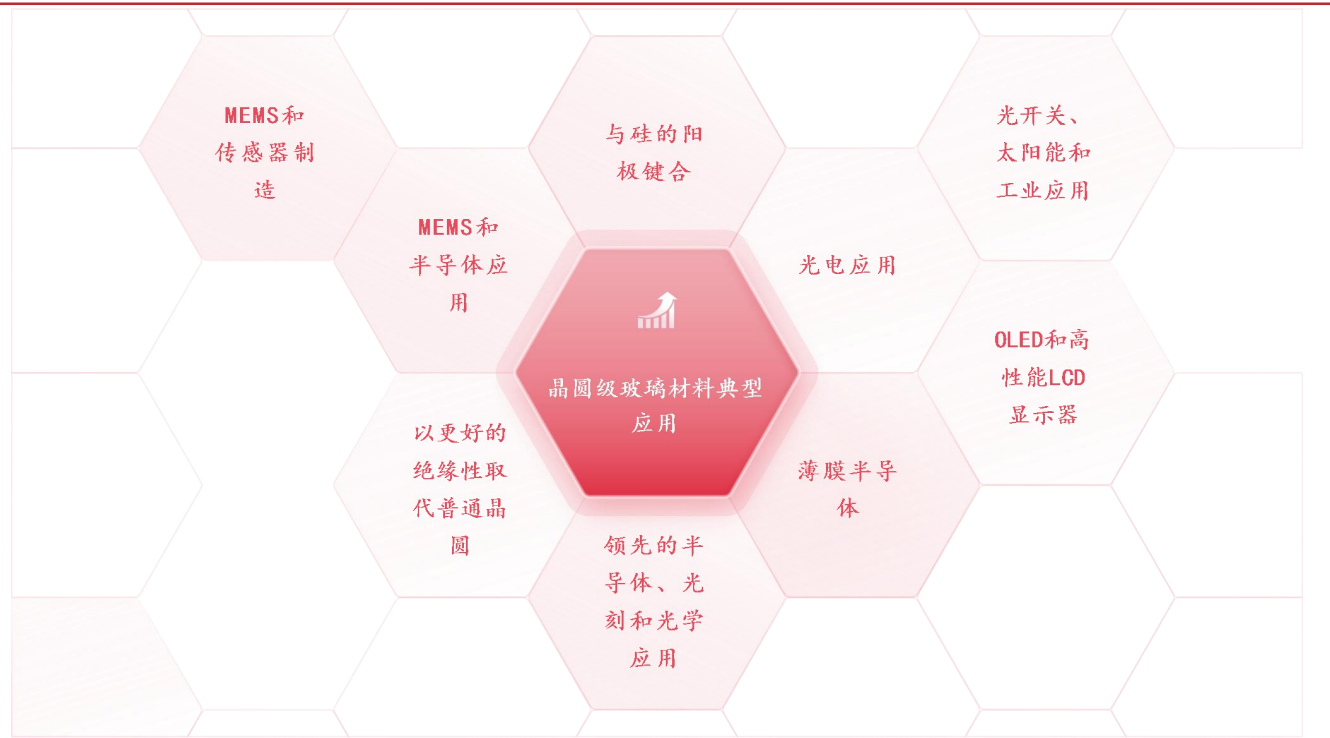 MEMS和
传感器制
造
MEMS和
半导体应
用
与硅的阳
极键合
光开关、
太阳能和
工业应用
光电应用
OLED和高
性能LCD
显示器
晶圆级玻璃材料典型
应用
以更好的
绝缘性取
代普通晶
圆
薄膜半导
体
领先的半
导体、光
刻和光学
应用